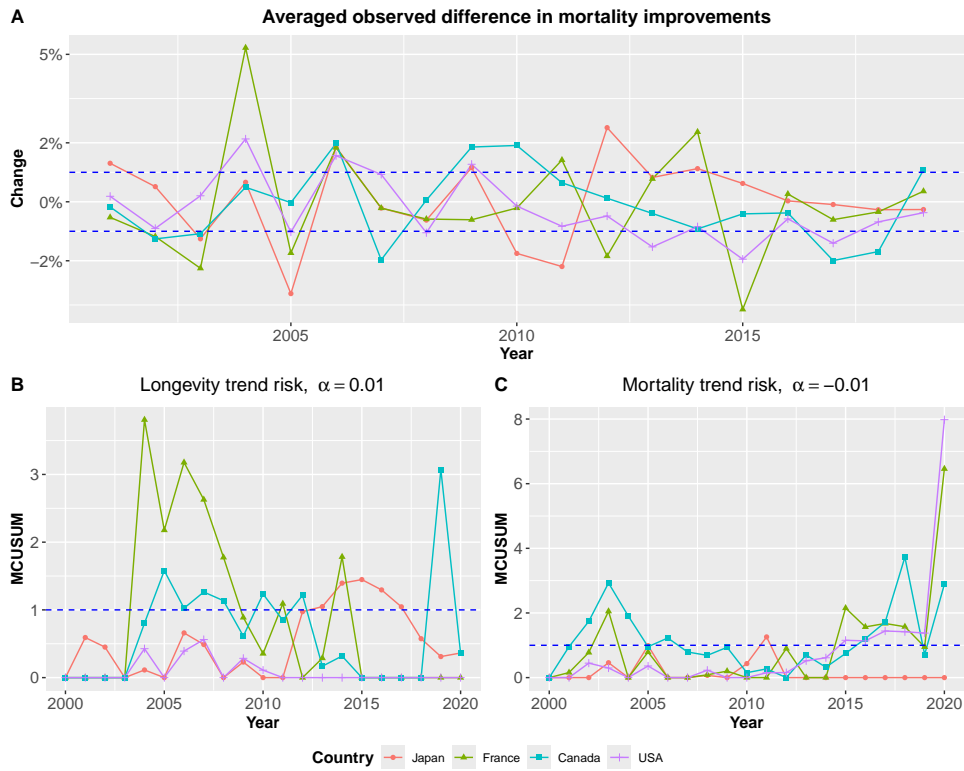 A
Averaged observed difference in mortality improvements
5%
2%
0%
−2%
Change
2005
2010
2015
Year
B
Longevity trend risk, α = 0.01
3
2
1
0
MCUSUM
2000
2005
2010
2015
2020
Year
C
Mortality trend risk, α = −0.01
8
6
4
2
0
MCUSUM
2000
2005
2010
2015
2020
Year
Country Japan France Canada USA